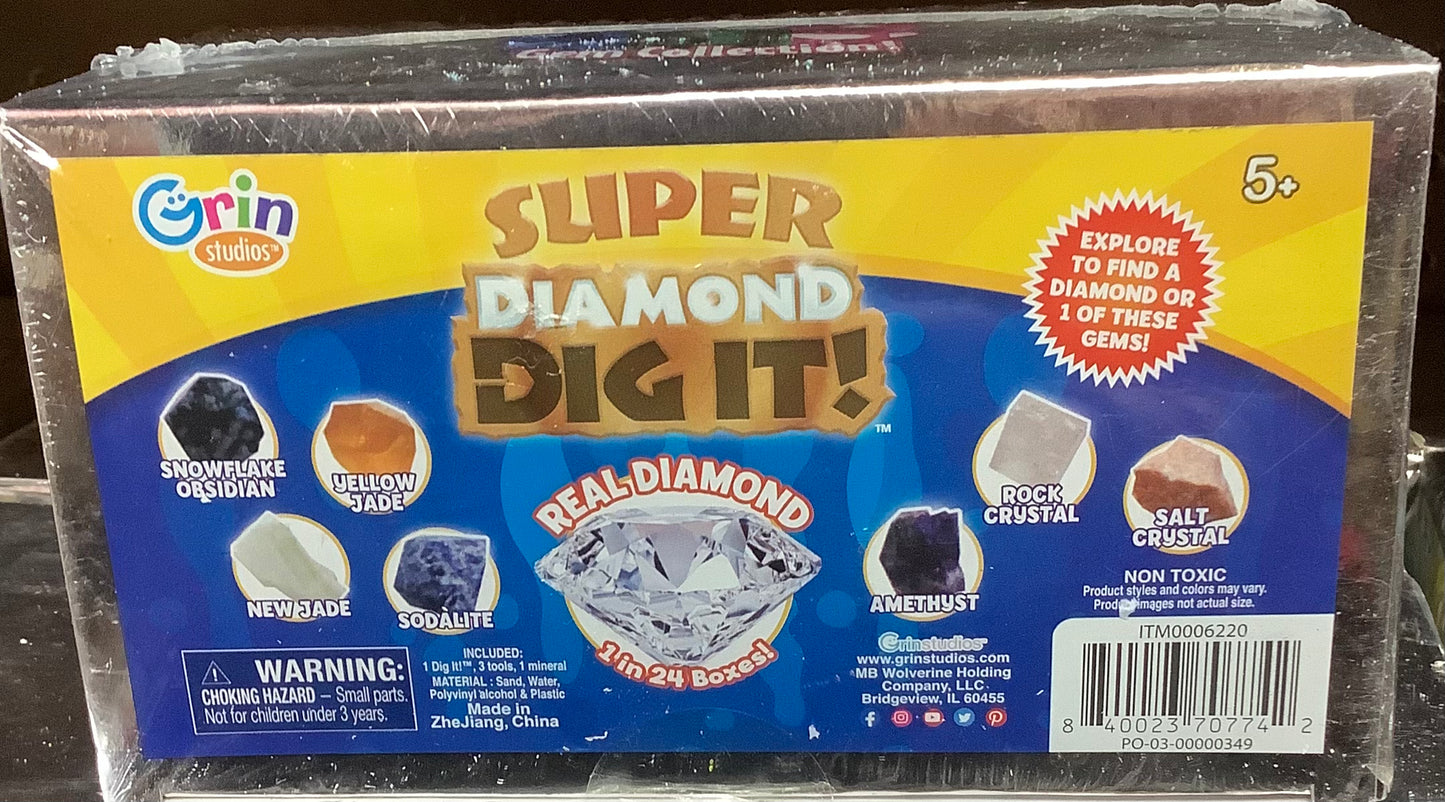 Gem Collection!
Grin
studios™
SUPER
DIAMOND
DIG IT!
™
5+
EXPLORE
TO FIND A
DIAMOND OR
1 OF THESE
GEMS!
SNOWFLAKE
OBSIDIAN
YELLOW
JADE
NEW JADE
SODALITE
REAL DIAMOND
1 in 24 Boxes!
AMETHYST
ROCK
CRYSTAL
SALT
CRYSTAL
NON TOXIC
Product styles and colors may vary.
Product images not actual size.
WARNING:
CHOKING HAZARD — Small parts.
Not for children under 3 years.
INCLUDED:
1 Dig It!™, 3 tools, 1 mineral
MATERIAL : Sand, Water,
Polyvinyl alcohol & Plastic
Made in
ZheJiang, China
Grinstudios™
www.grinstudios.com
MB Wolverine Holding
Company, LLC
Bridgeview, IL 60455
ITM0006220
8 40023 70774 2
PO-03-00000349